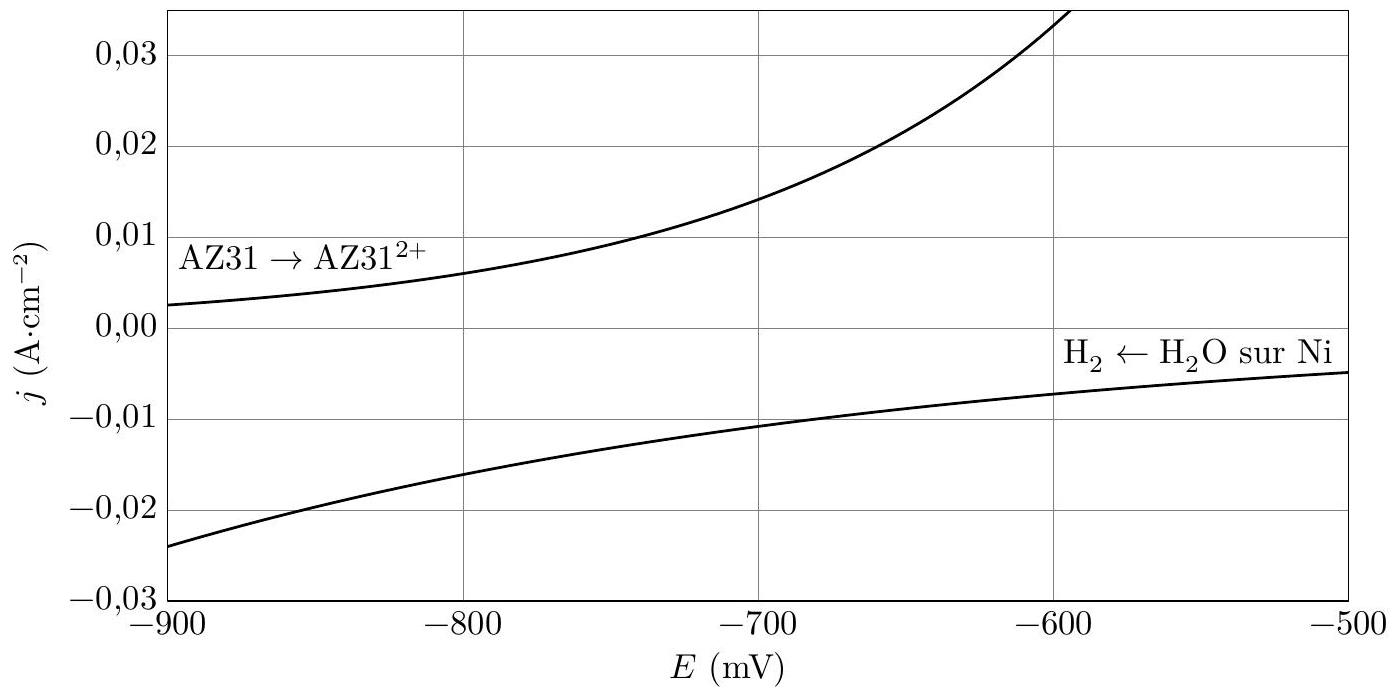 0,03
0,02
0,01
0,00
−0,01
−0,02
−0,03
j (A·cm⁻²)
AZ31 → AZ31²⁺
H₂ ← H₂O sur Ni
−900 −800 −700 −600 −500
E (mV)